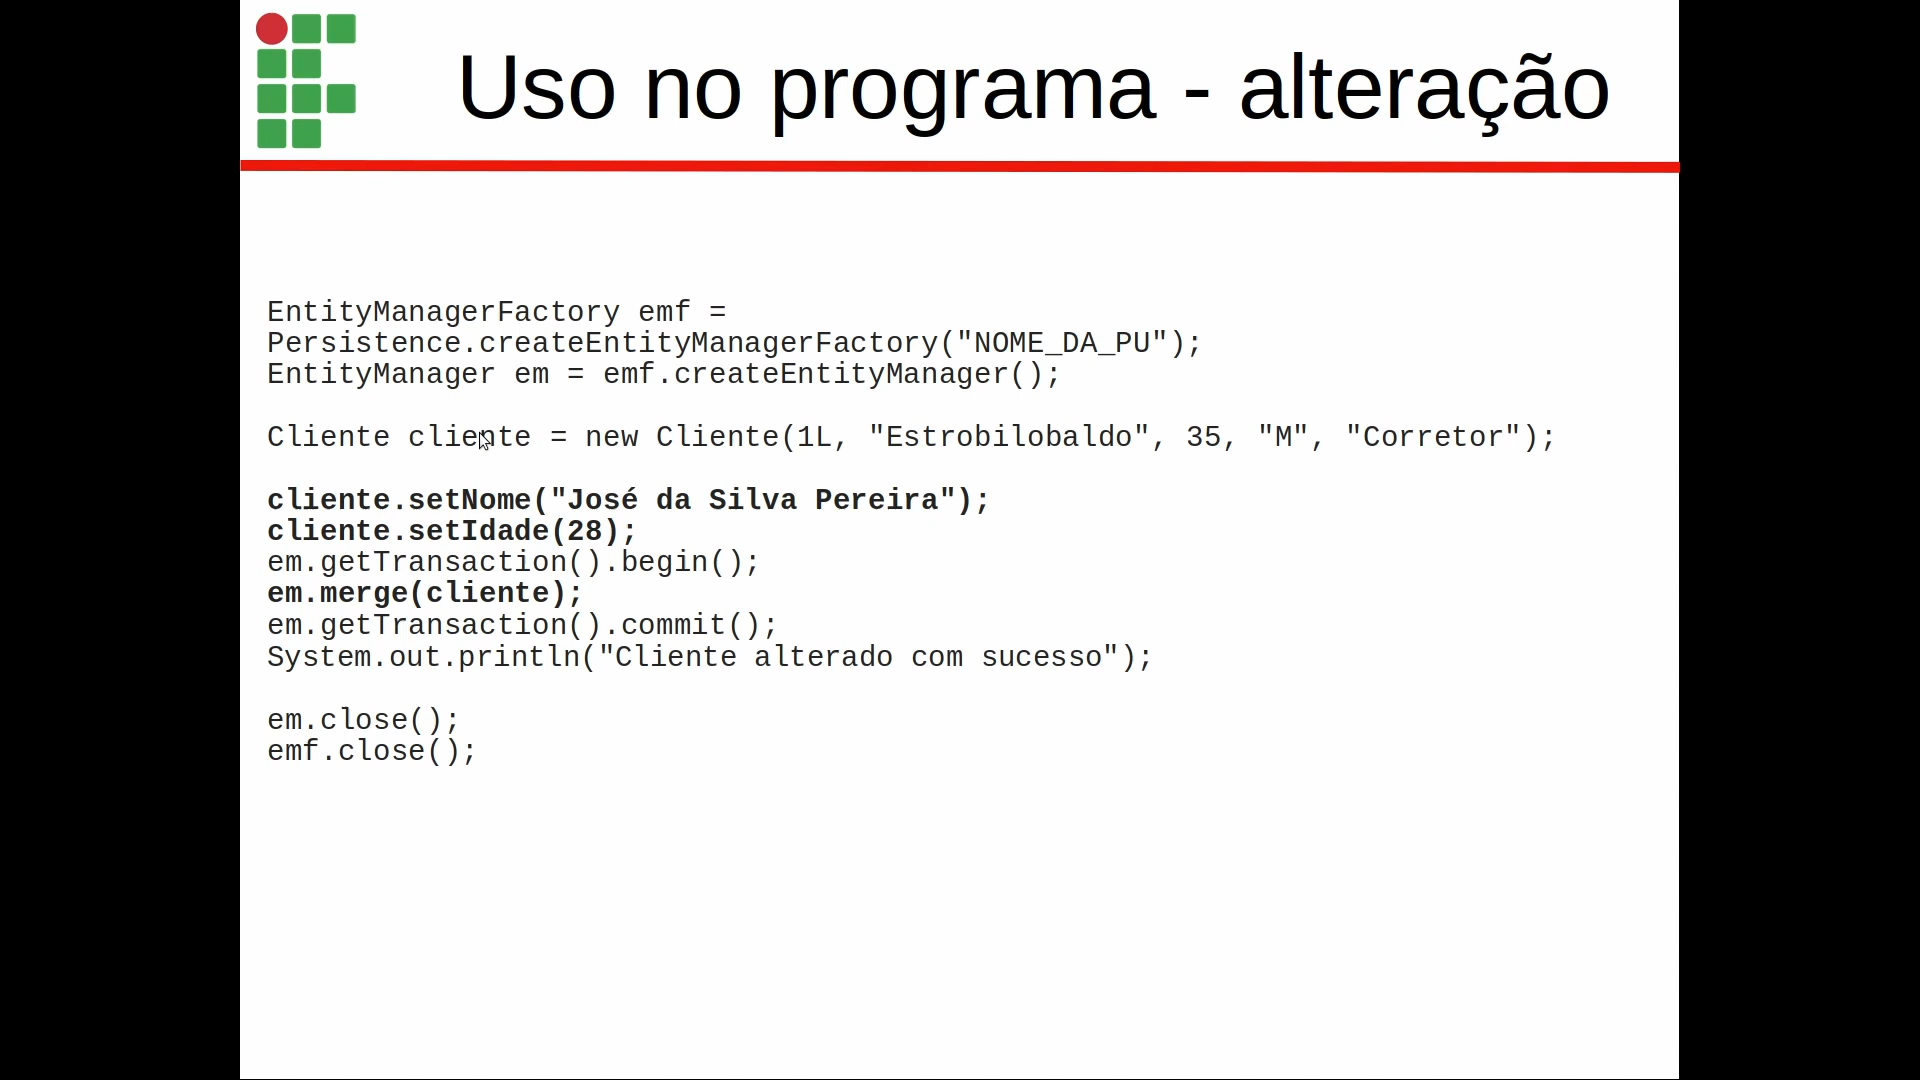 Uso no programa - alteração
EntityManagerFactory emf =
Persistence.createEntityManagerFactory("NOME_DA_PU");
EntityManager em = emf.createEntityManager();
Cliente cliente = new Cliente(1L, "Estrobilobaldo", 35, "M", "Corretor");
cliente.setNome("José da Silva Pereira");
cliente.setIdade(28);
em.getTransaction().begin();
em.merge(cliente);
em.getTransaction().commit();
System.out.println("Cliente alterado com sucesso");
em.close();
emf.close();